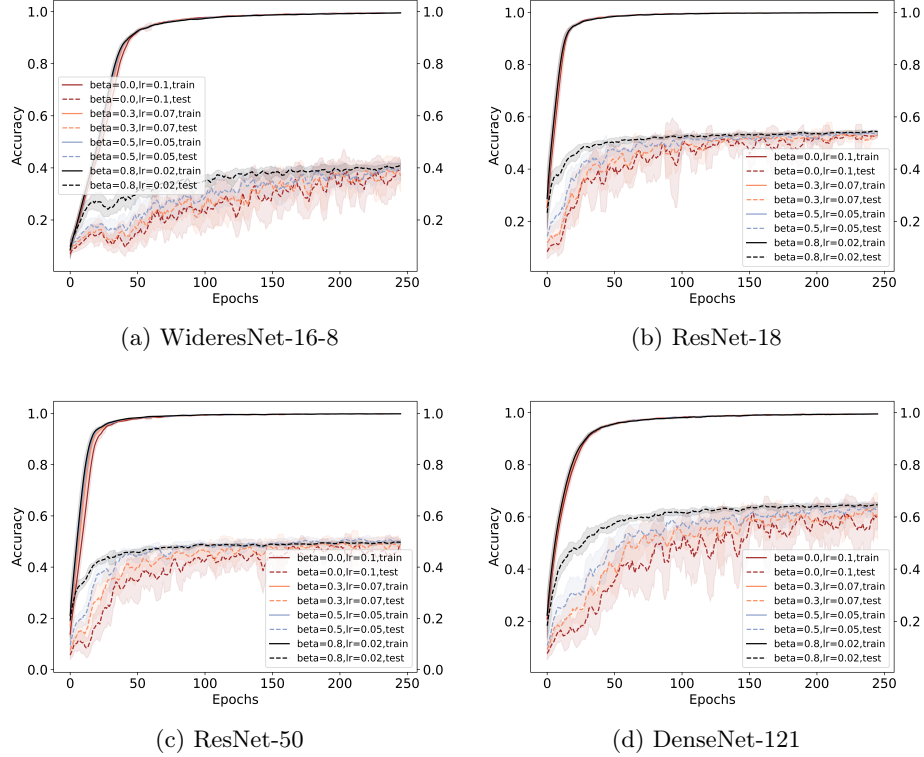 1.0
0.8
0.6
0.4
0.2
1.0
0.8
0.6
0.4
0.2
0
50
100
150
200
250
Accuracy
Epochs
beta=0.0,lr=0.1,train
beta=0.0,lr=0.1,test
beta=0.3,lr=0.07,train
beta=0.3,lr=0.07,test
beta=0.5,lr=0.05,train
beta=0.5,lr=0.05,test
beta=0.8,lr=0.02,train
beta=0.8,lr=0.02,test
(a) WideresNet-16-8
1.0
0.8
0.6
0.4
0.2
1.0
0.8
0.6
0.4
0.2
0
50
100
150
200
250
Accuracy
Epochs
beta=0.0,lr=0.1,train
beta=0.0,lr=0.1,test
beta=0.3,lr=0.07,train
beta=0.3,lr=0.07,test
beta=0.5,lr=0.05,train
beta=0.5,lr=0.05,test
beta=0.8,lr=0.02,train
beta=0.8,lr=0.02,test
(b) ResNet-18
1.0
0.8
0.6
0.4
0.2
0.0
1.0
0.8
0.6
0.4
0.2
0.0
0
50
100
150
200
250
Accuracy
Epochs
beta=0.0,lr=0.1,train
beta=0.0,lr=0.1,test
beta=0.3,lr=0.07,train
beta=0.3,lr=0.07,test
beta=0.5,lr=0.05,train
beta=0.5,lr=0.05,test
beta=0.8,lr=0.02,train
beta=0.8,lr=0.02,test
(c) ResNet-50
1.0
0.8
0.6
0.4
0.2
1.0
0.8
0.6
0.4
0.2
0
50
100
150
200
250
Accuracy
Epochs
beta=0.0,lr=0.1,train
beta=0.0,lr=0.1,test
beta=0.3,lr=0.07,train
beta=0.3,lr=0.07,test
beta=0.5,lr=0.05,train
beta=0.5,lr=0.05,test
beta=0.8,lr=0.02,train
beta=0.8,lr=0.02,test
(d) DenseNet-121